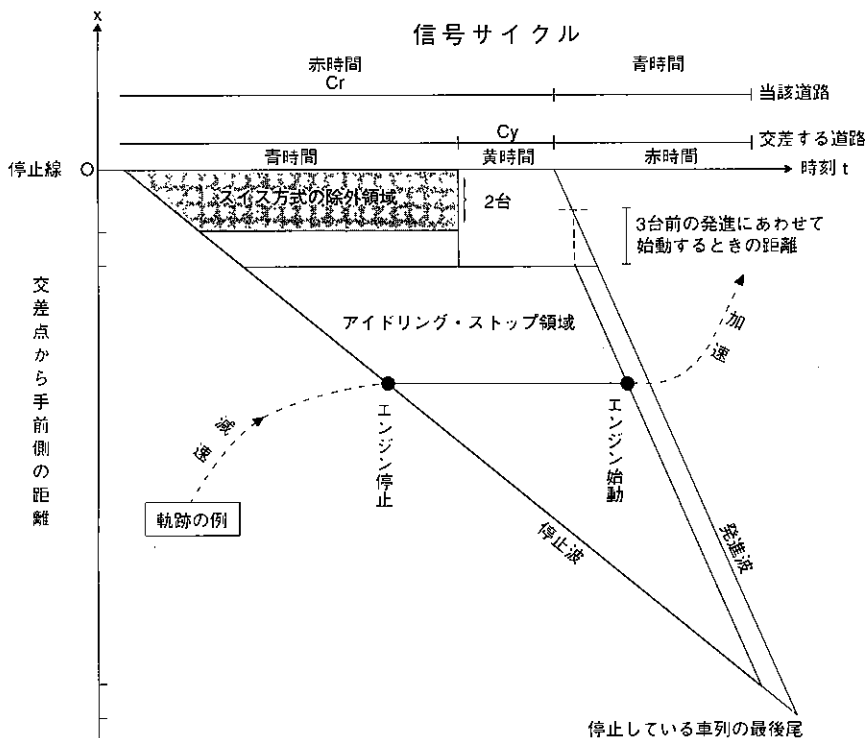 信号サイクル
x
赤時間
青時間
Cr
当該道路
Cy
交差する道路
青時間
黄時間
赤時間
停止線
O
時刻 t
スイス方式の除外領域
2台
3台前の発進にあわせて
始動するときの距離
交差点から手前側の距離
アイドリング・ストップ領域
加速
減速
エンジン停止
エンジン始動
軌跡の例
停止波
発進波
停止している車列の最後尾